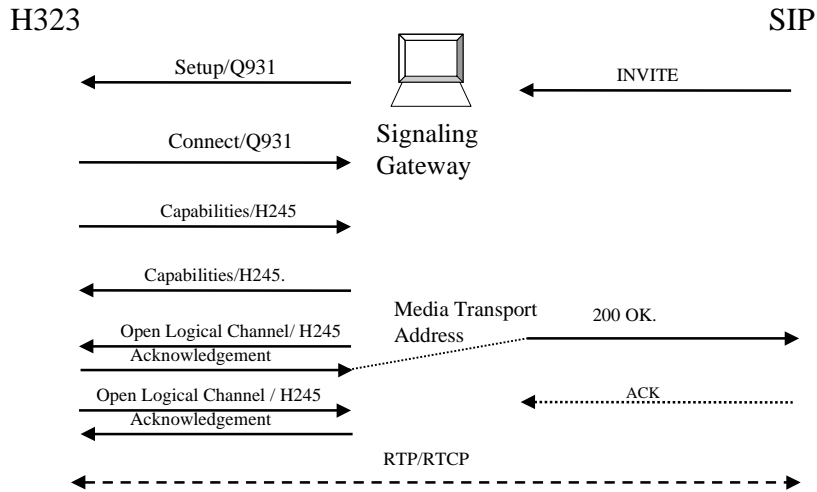 H323
SIP
Setup/Q931
INVITE
Signaling
Gateway
Connect/Q931
Capabilities/H245
Capabilities/H245.
Media Transport
Address
200 OK.
Open Logical Channel/ H245
Acknowledgement
Open Logical Channel / H245
ACK
Acknowledgement
RTP/RTCP